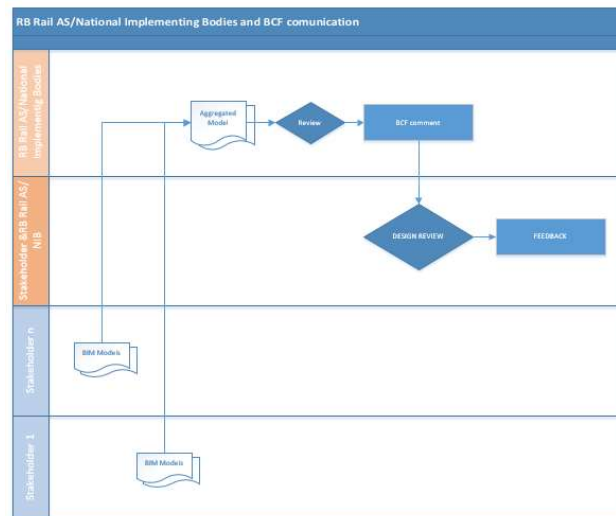 RB Rail AS/National Implementing Bodies and BCF comunication
RB Rail AS/National
Implementig Bodies
Aggregated
Model
Review
BCF comment
Stakeholder &RB Rail AS/
NIB
DESIGN REVIEW
FEEDBACK
Stakeholder n
BIM Models
Stakeholder 1
BIM Models